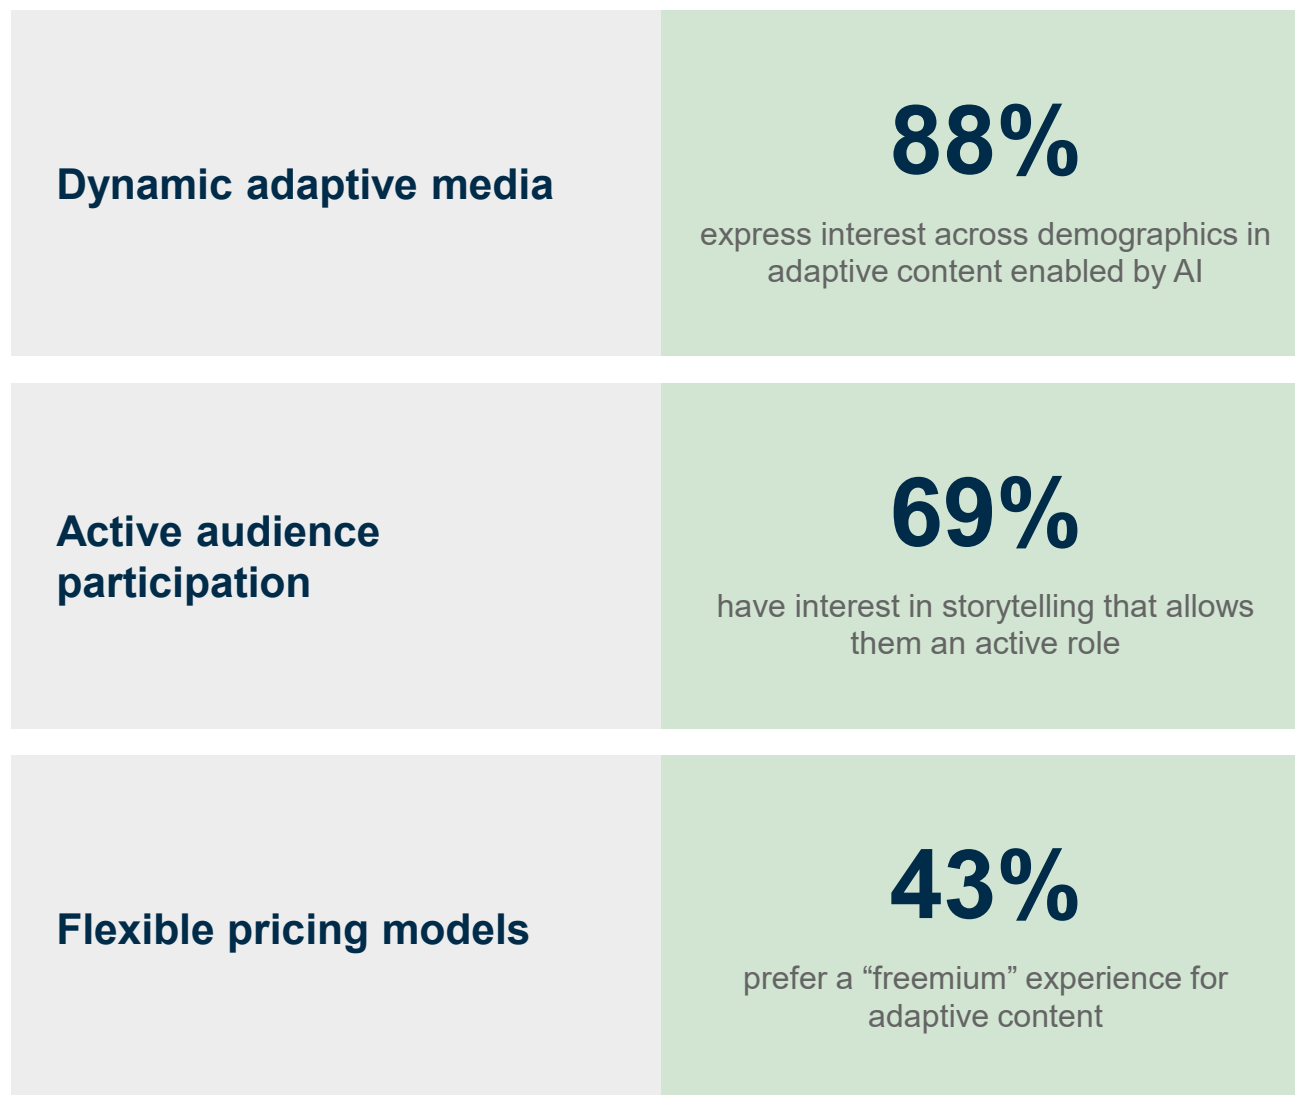 Dynamic adaptive media
88%
express interest across demographics in
adaptive content enabled by AI
Active audience
participation
69%
have interest in storytelling that allows
them an active role
Flexible pricing models
43%
prefer a “freemium” experience for
adaptive content